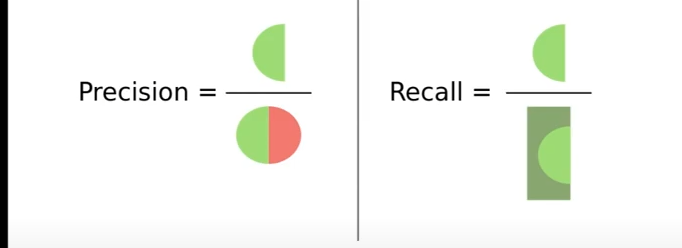 Precision =
Recall =